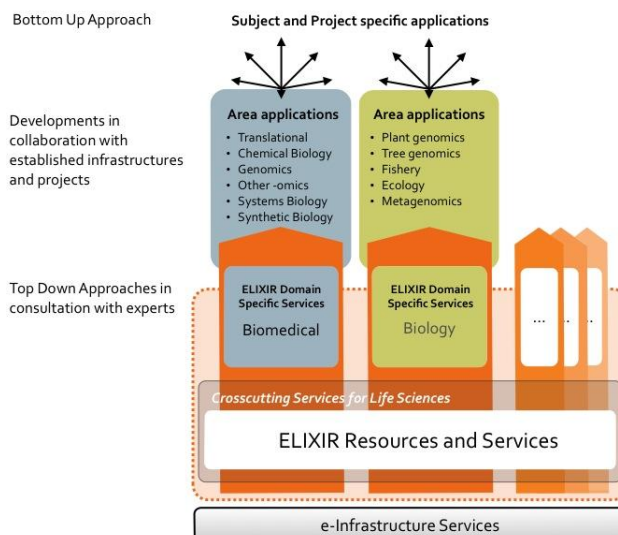 Bottom Up Approach
Subject and Project specific applications
Developments in
collaboration with
established infrastructures
and projects
Area applications
• Translational
• Chemical Biology
• Genomics
• Other -omics
• Systems Biology
• Synthetic Biology
Area applications
• Plant genomics
• Tree genomics
• Fishery
• Ecology
• Metagenomics
Top Down Approaches in
consultation with experts
ELIXIR Domain
Specific Services
Biomedical
ELIXIR Domain
Specific Services
Biology
...
...
...
Crosscutting Services for Life Sciences
ELIXIR Resources and Services
e-Infrastructure Services